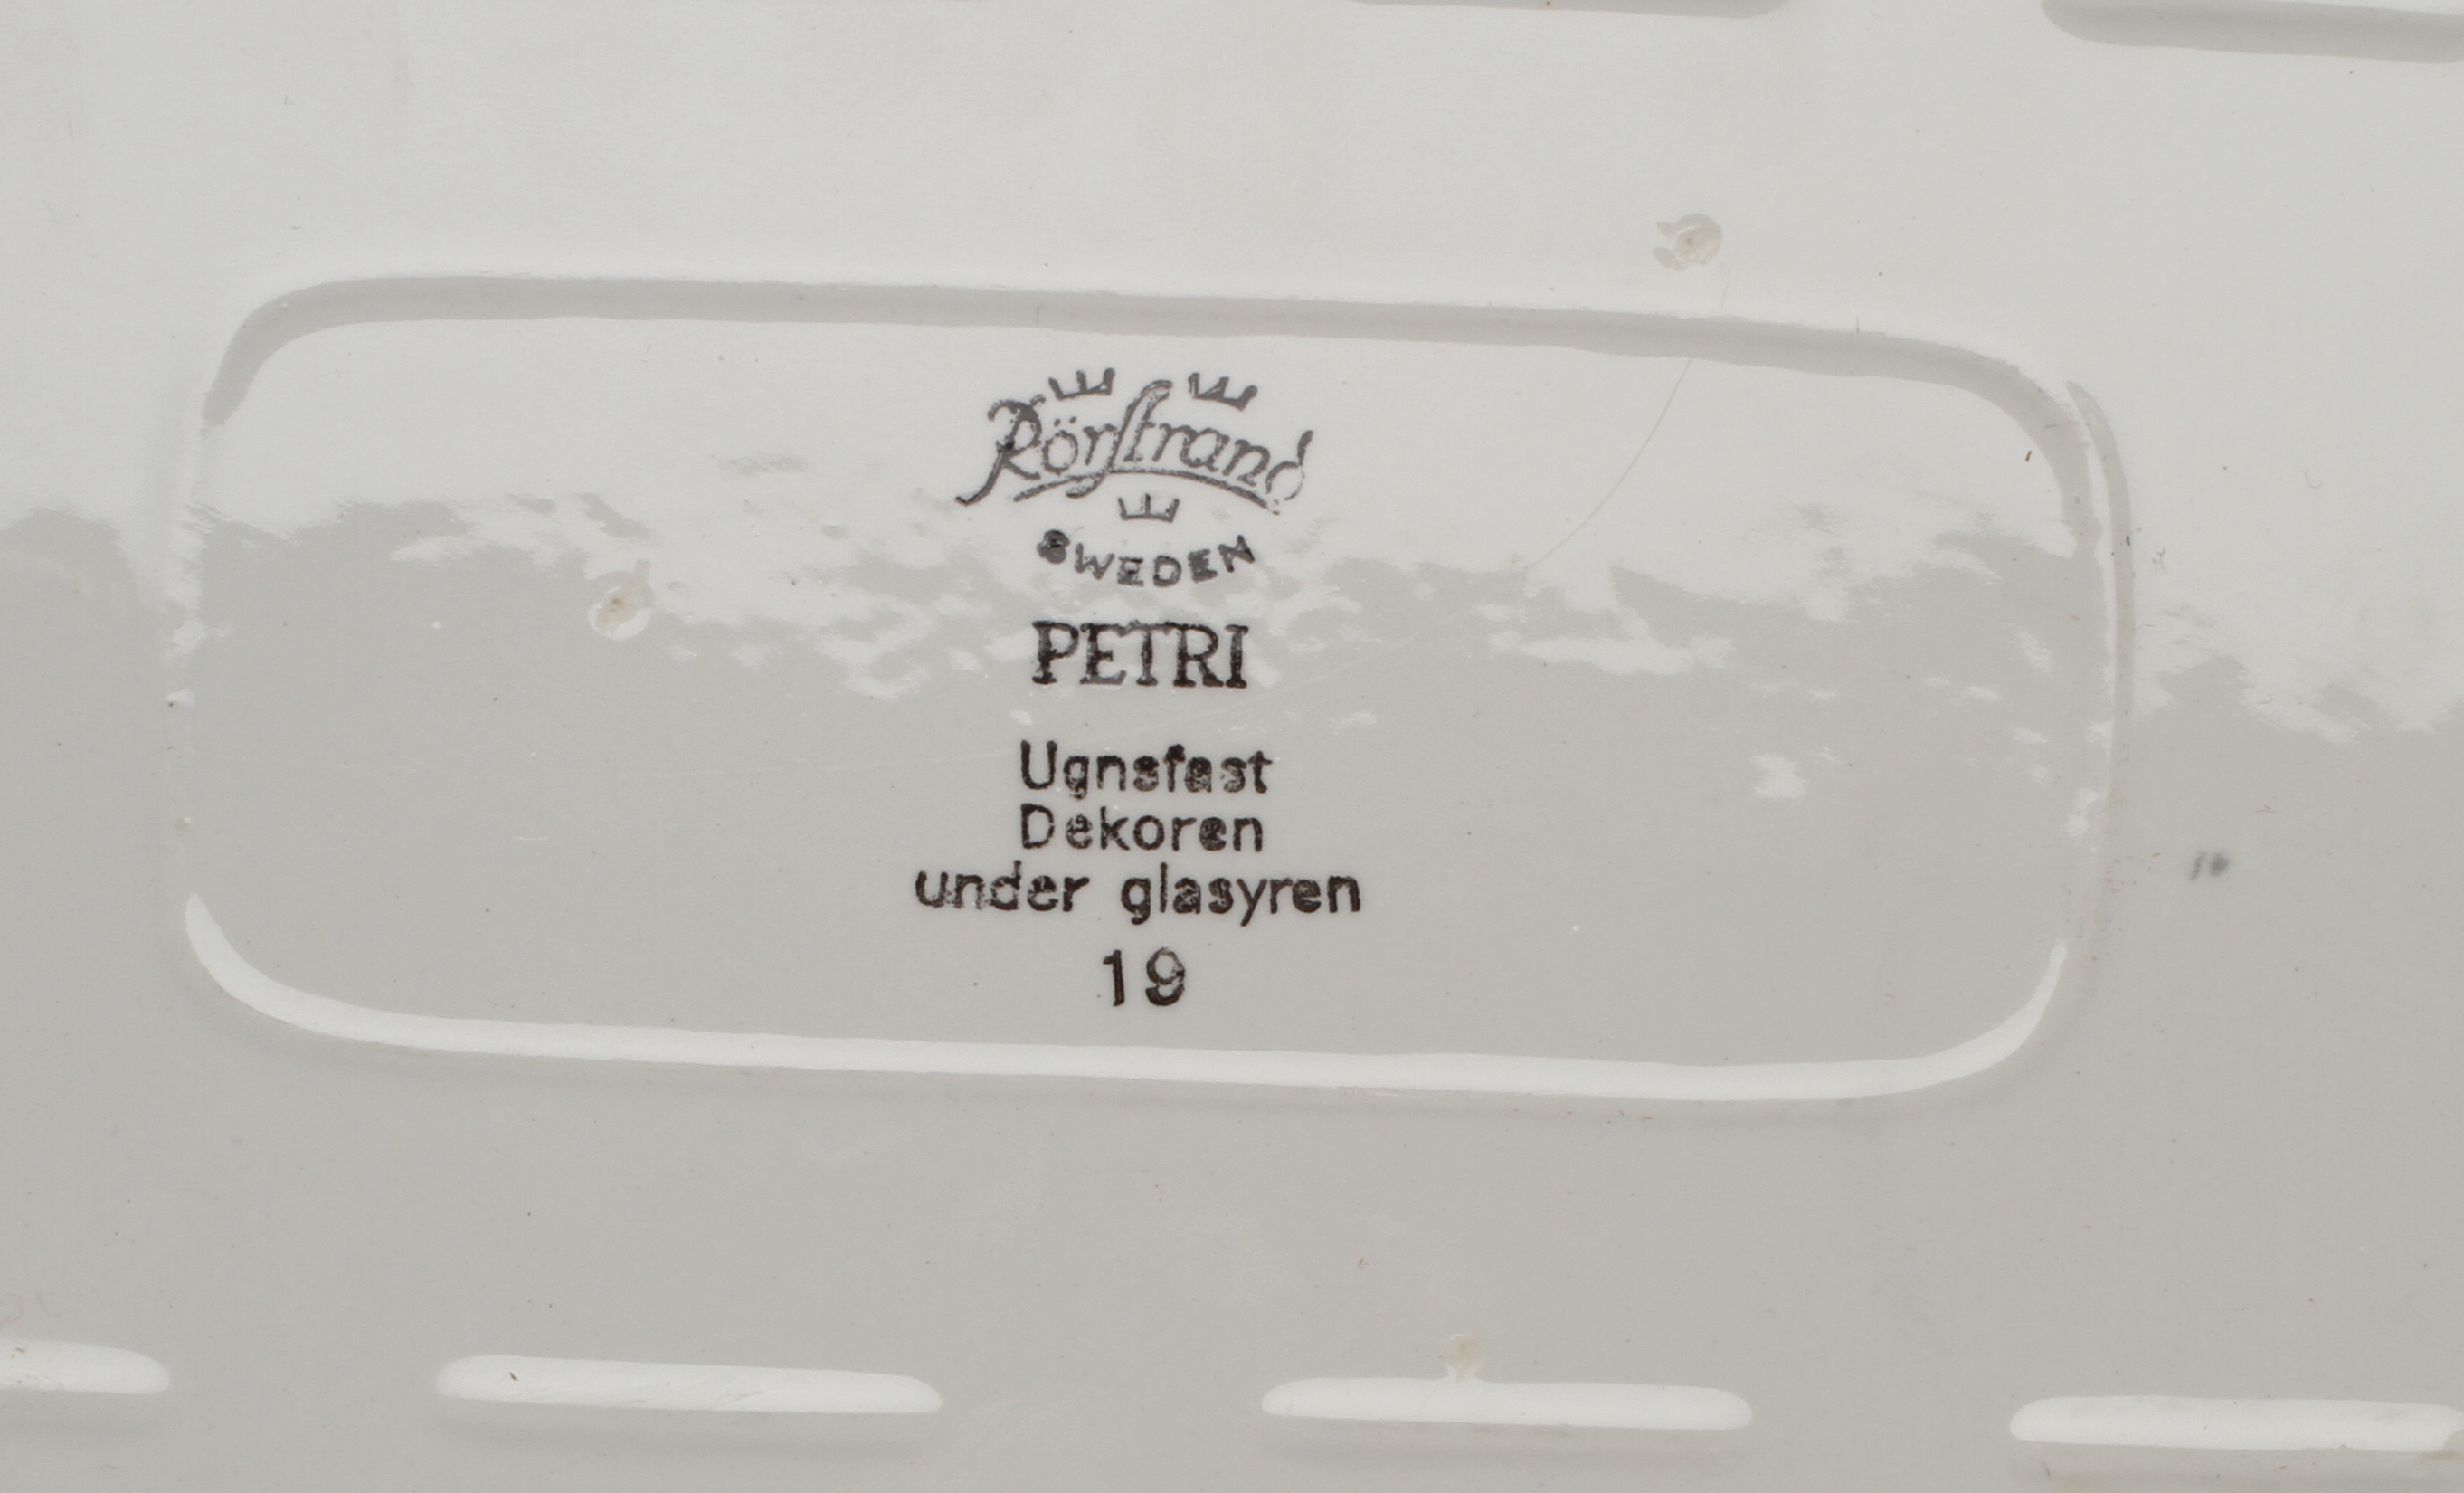 Rörstrand
SWEDEN
PETRI
Ugnsfast
Dekoren
under glasyren
19